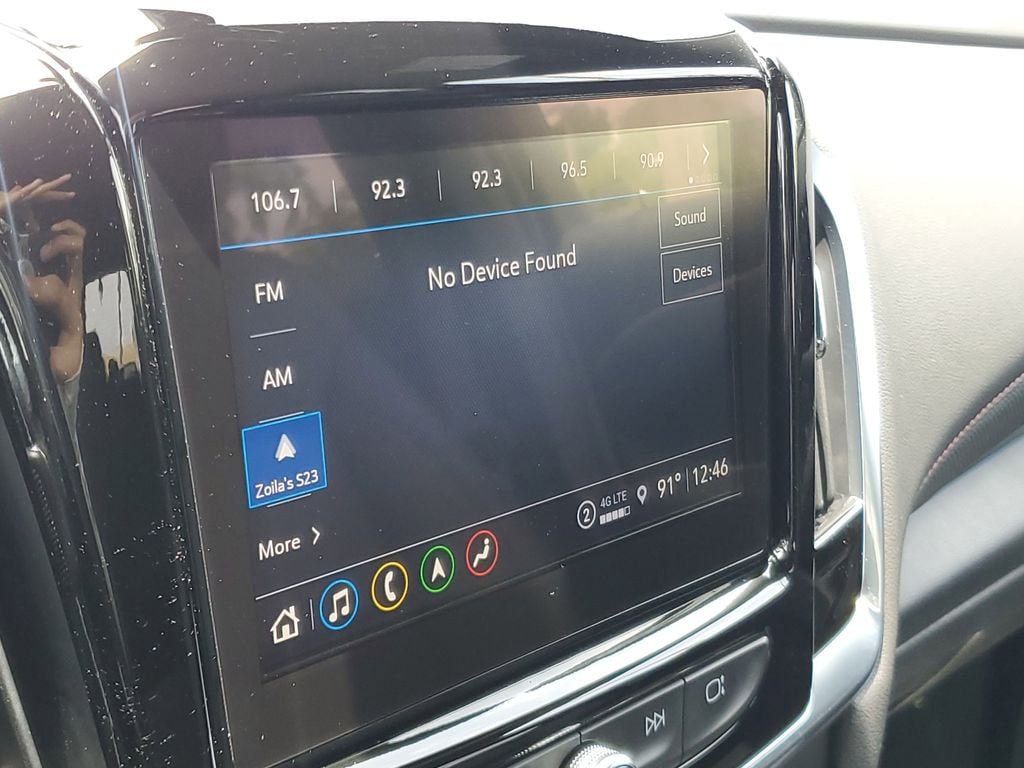 106.7
92.3
92.3
96.5
90.9
Sound
No Device Found
Devices
FM
AM
Zoila's S23
More
2
4G LTE
91°
12:46